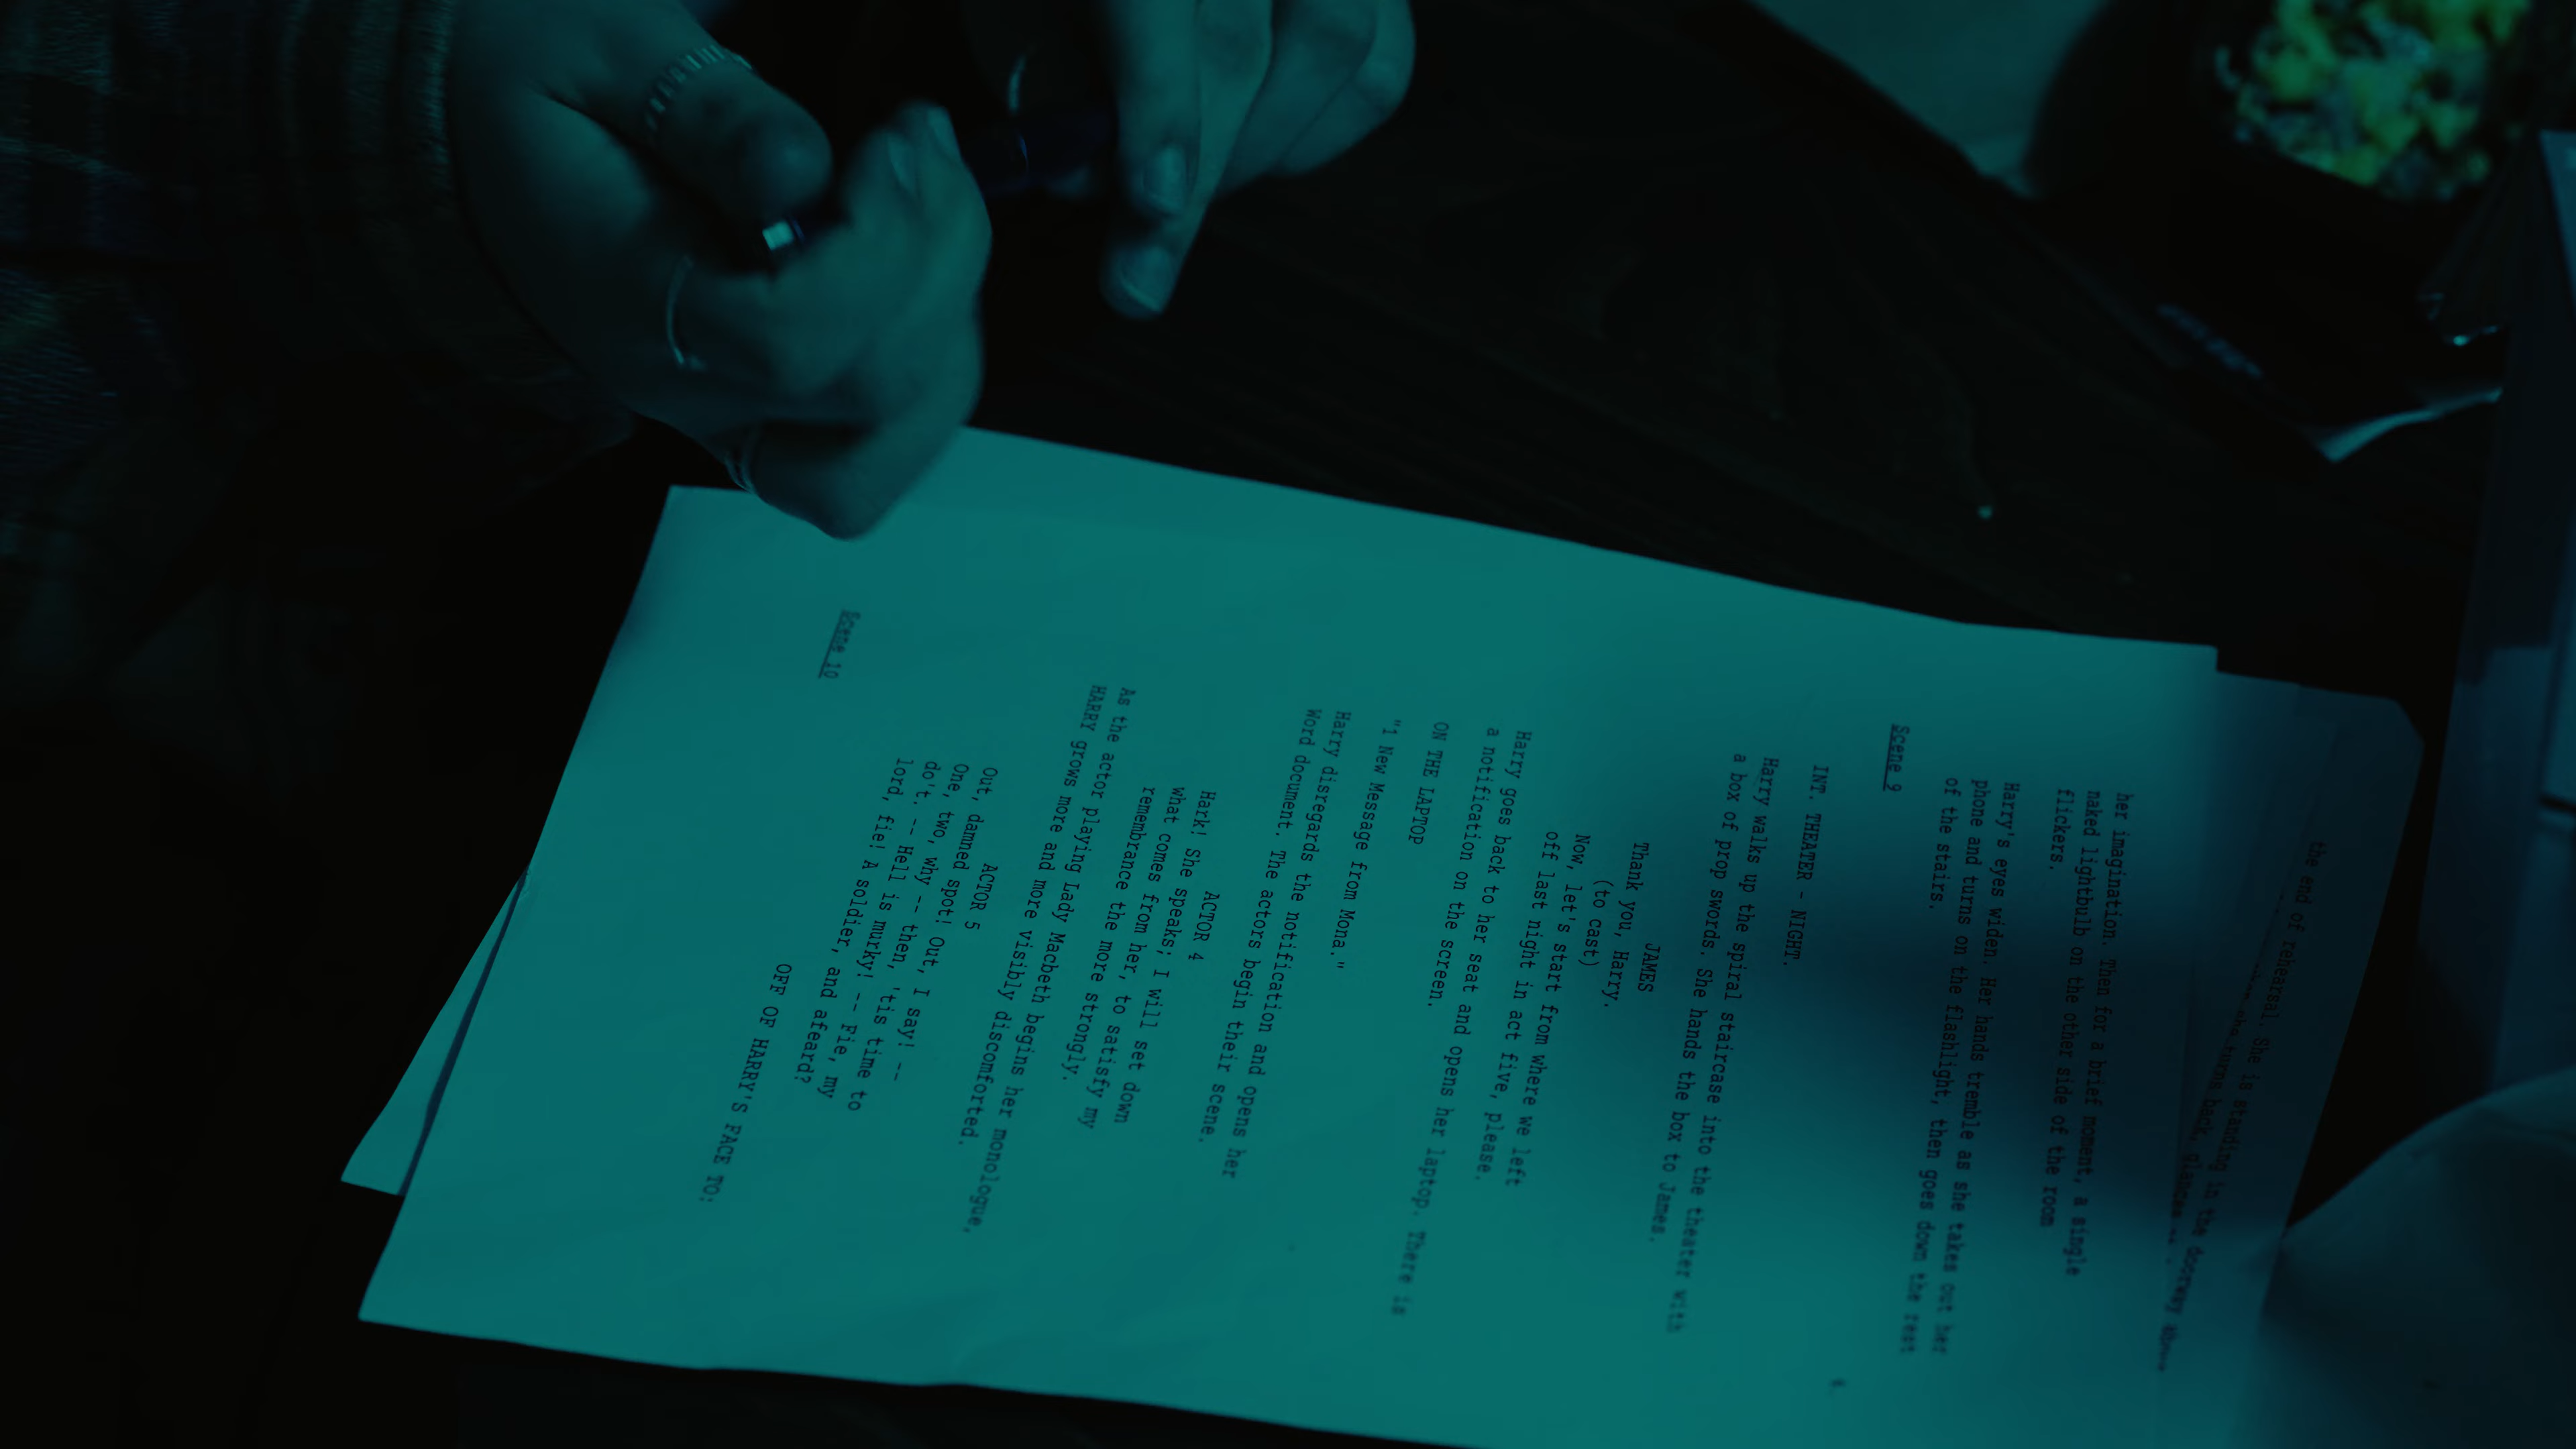 the end of rehearsal. She is standing in the doorway
she turns back,
her imagination. Then for a brief moment, a single
naked lightbulb on the other side of the room
flickers.
Harry's eyes widen. Her hands tremble as she takes out her
phone and turns on the flashlight, then goes down the rest
of the stairs.
Scene 9
INT. THEATER - NIGHT.
Harry walks up the spiral staircase into the theater with
a box of prop swords. She hands the box to James.
JAMES
Thank you, Harry.
(to cast)
Now, let's start from where we left
off last night in act five, please.
Harry goes back to her seat and opens her laptop. There is
a notification on the screen.
ON THE LAPTOP
"1 New Message from Mona."
Harry disregards the notification and opens her
Word document. The actors begin their scene.
ACTOR 4
Hark! She speaks; I will set down
what comes from her, to satisfy my
remembrance the more strongly.
As the actor playing Lady Macbeth begins her monologue,
HARRY grows more and more visibly discomforted.
ACTOR 5
Out, damned spot! Out, I say! --
One, two, why -- then, 'tis time to
do't. -- Hell is murky! -- Fie, my
lord, fie! A soldier, and afeard?
OFF OF HARRY'S FACE TO:
Scene 10